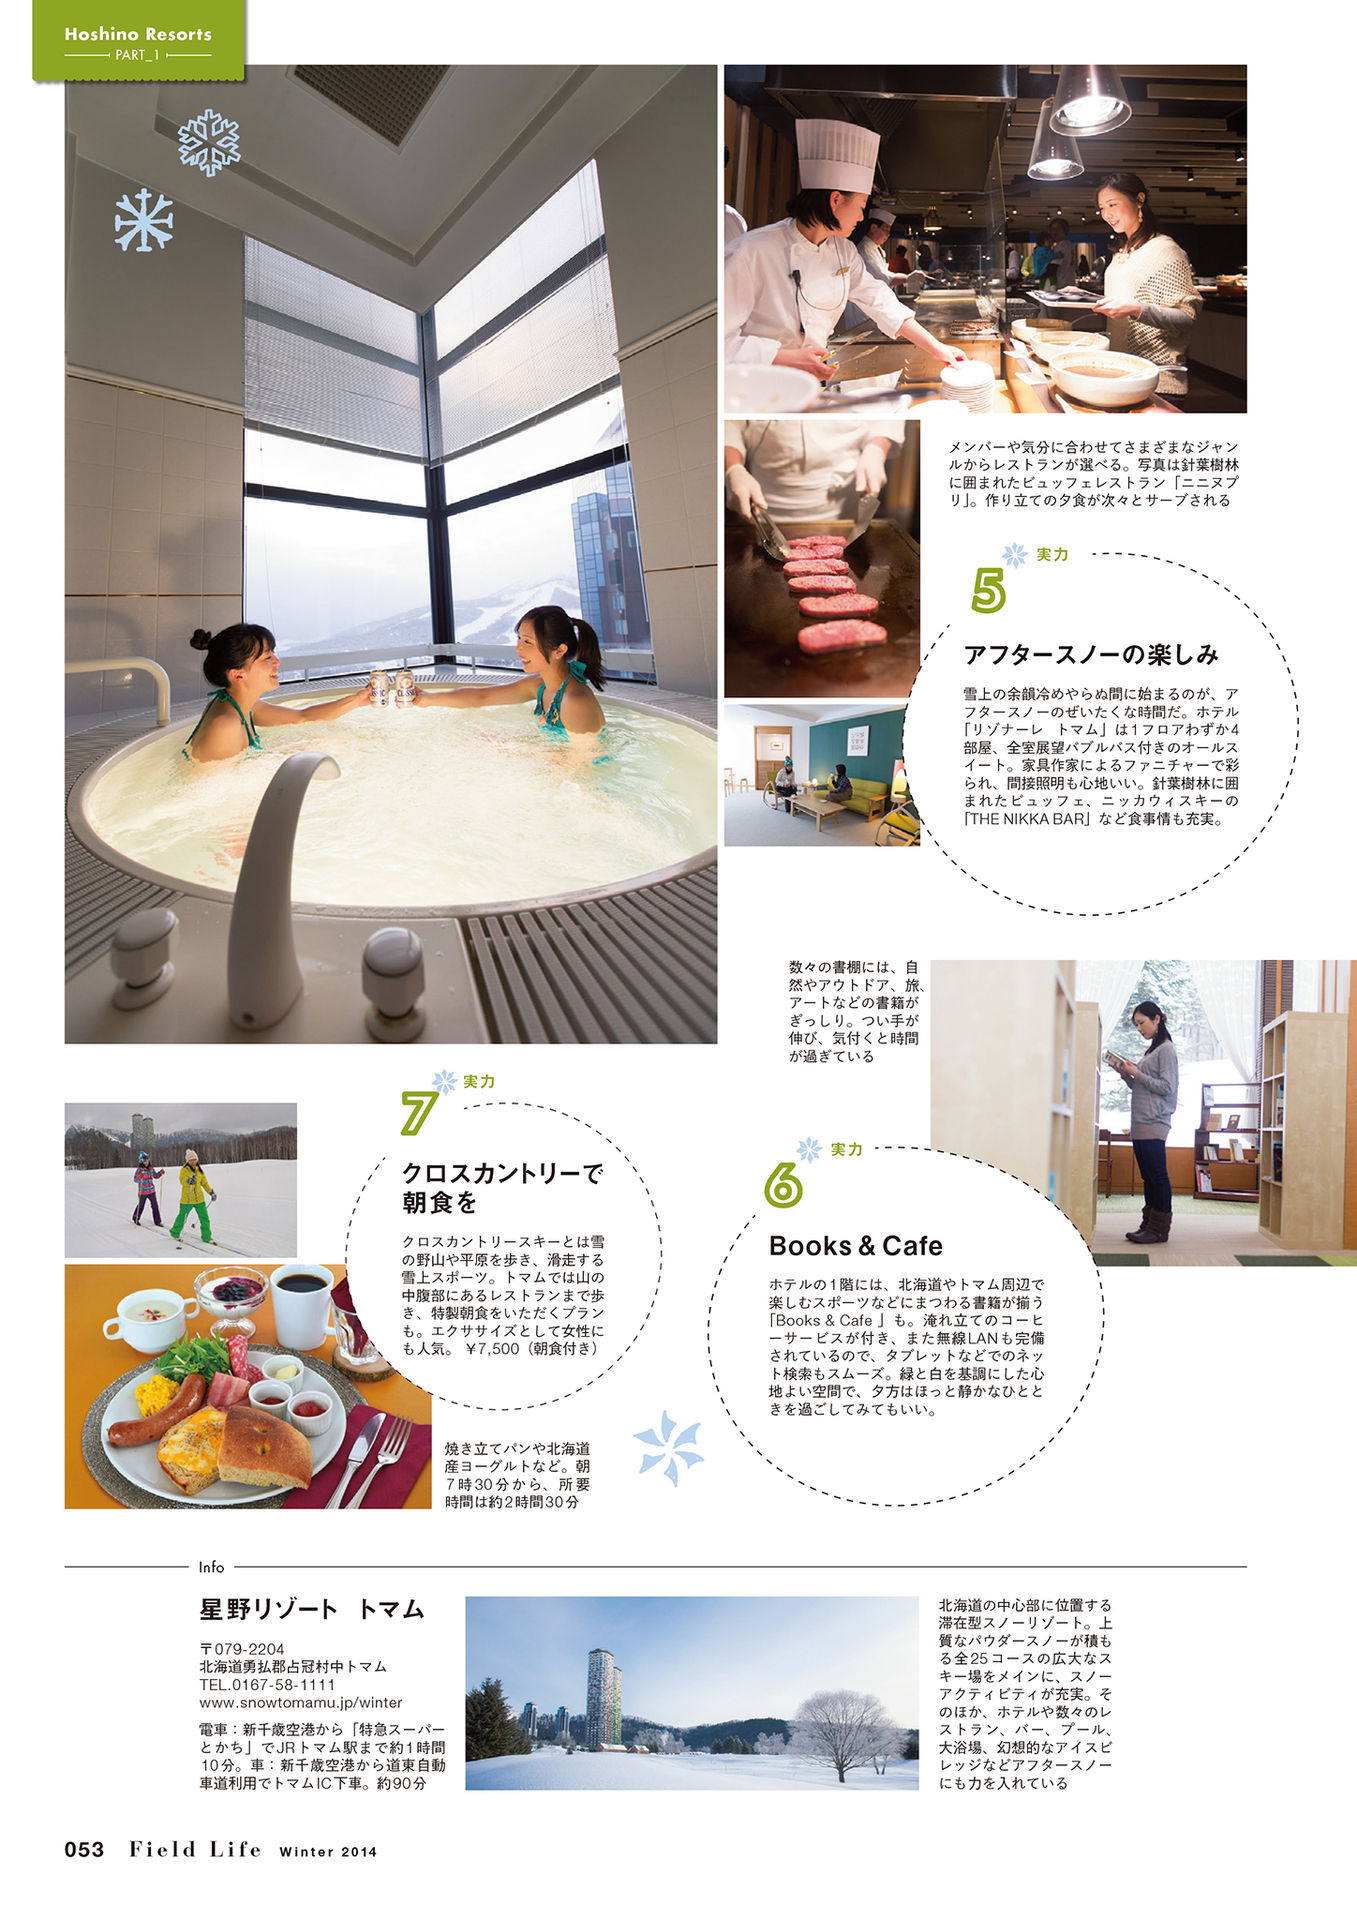 Hoshino Resorts
PART_1
メンバーや気分に合わせてさまざまなジャン
ルからレストランが選べる。写真は針葉樹林
に囲まれたビュッフェレストラン「ニニヌプ
リ」。作り立ての夕食が次々とサーブされる
実力
5
アフタースノーの楽しみ
雪上の余韻冷めやらぬ間に始まるのが、ア
フタースノーのぜいたくな時間だ。ホテル
「リゾナーレ　トマム」は1フロアわずか4
部屋、全室展望バブルバス付きのオールス
イート。家具作家によるファニチャーで彩
られ、間接照明も心地いい。針葉樹林に囲
まれたビュッフェ、ニッカウィスキーの
「THE NIKKA BAR」など食事情も充実。
数々の書棚には、自
然やアウトドア、旅、
アートなどの書籍が
ぎっしり。つい手が
伸び、気付くと時間
が過ぎている
実力
6
Books & Cafe
ホテルの1階には、北海道やトマム周辺で
楽しむスポーツなどにまつわる書籍が揃う
「Books & Cafe 」も。淹れ立てのコーヒ
ーサービスが付き、また無線LANも完備
されているので、タブレットなどでのネッ
ト検索もスムーズ。緑と白を基調にした心
地よい空間で、夕方はほっと静かなひとと
きを過ごしてみてもいい。
実力
7
クロスカントリーで
朝食を
クロスカントリースキーとは雪
の野山や平原を歩き、滑走する
雪上スポーツ。トマムでは山の
中腹部にあるレストランまで歩
き、特製朝食をいただくプラン
も。エクササイズとして女性に
も人気。 ￥7,500（朝食付き）
焼き立てパンや北海道
産ヨーグルトなど。朝
7時30分から、所要
時間は約2時間30分
Info
星野リゾート　トマム
〒079-2204
北海道勇払郡占冠村中トマム
TEL.0167-58-1111
www.snowtomamu.jp/winter
電車：新千歳空港から「特急スーパー
とかち」でJRトマム駅まで約1時間
10分。車：新千歳空港から道東自動
車道利用でトマムIC下車。約90分
北海道の中心部に位置する
滞在型スノーリゾート。上
質なパウダースノーが積も
る全25コースの広大なス
キー場をメインに、スノー
アクティビティが充実。そ
のほか、ホテルや数々のレ
ストラン、バー、プール、
大浴場、幻想的なアイスビ
レッジなどアフタースノー
にも力を入れている
053 Field Life Winter 2014